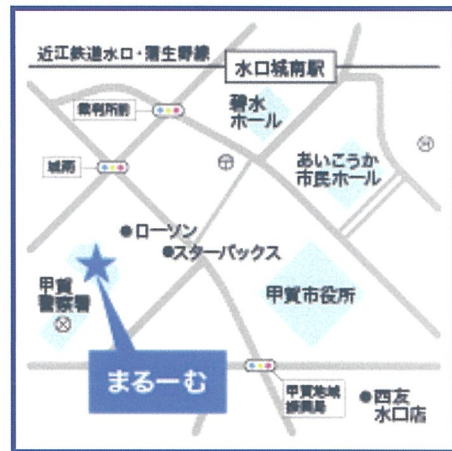 近江鉄道水口・蒲生野線
水口城南駅
碧水
ホール
裁判所前
あいこうか
市民ホール
城南
ローソン
スターバックス
甲賀
警察署
甲賀市役所
まるーむ
甲賀地域
振興局
西友
水口店